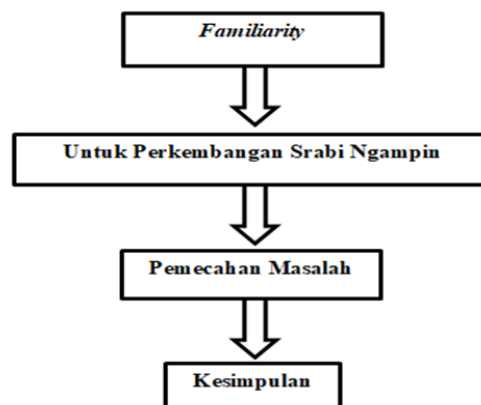 Familiarity
Untuk Perkembangan Srabi Ngampin
Pemecahan Masalah
Kesimpulan